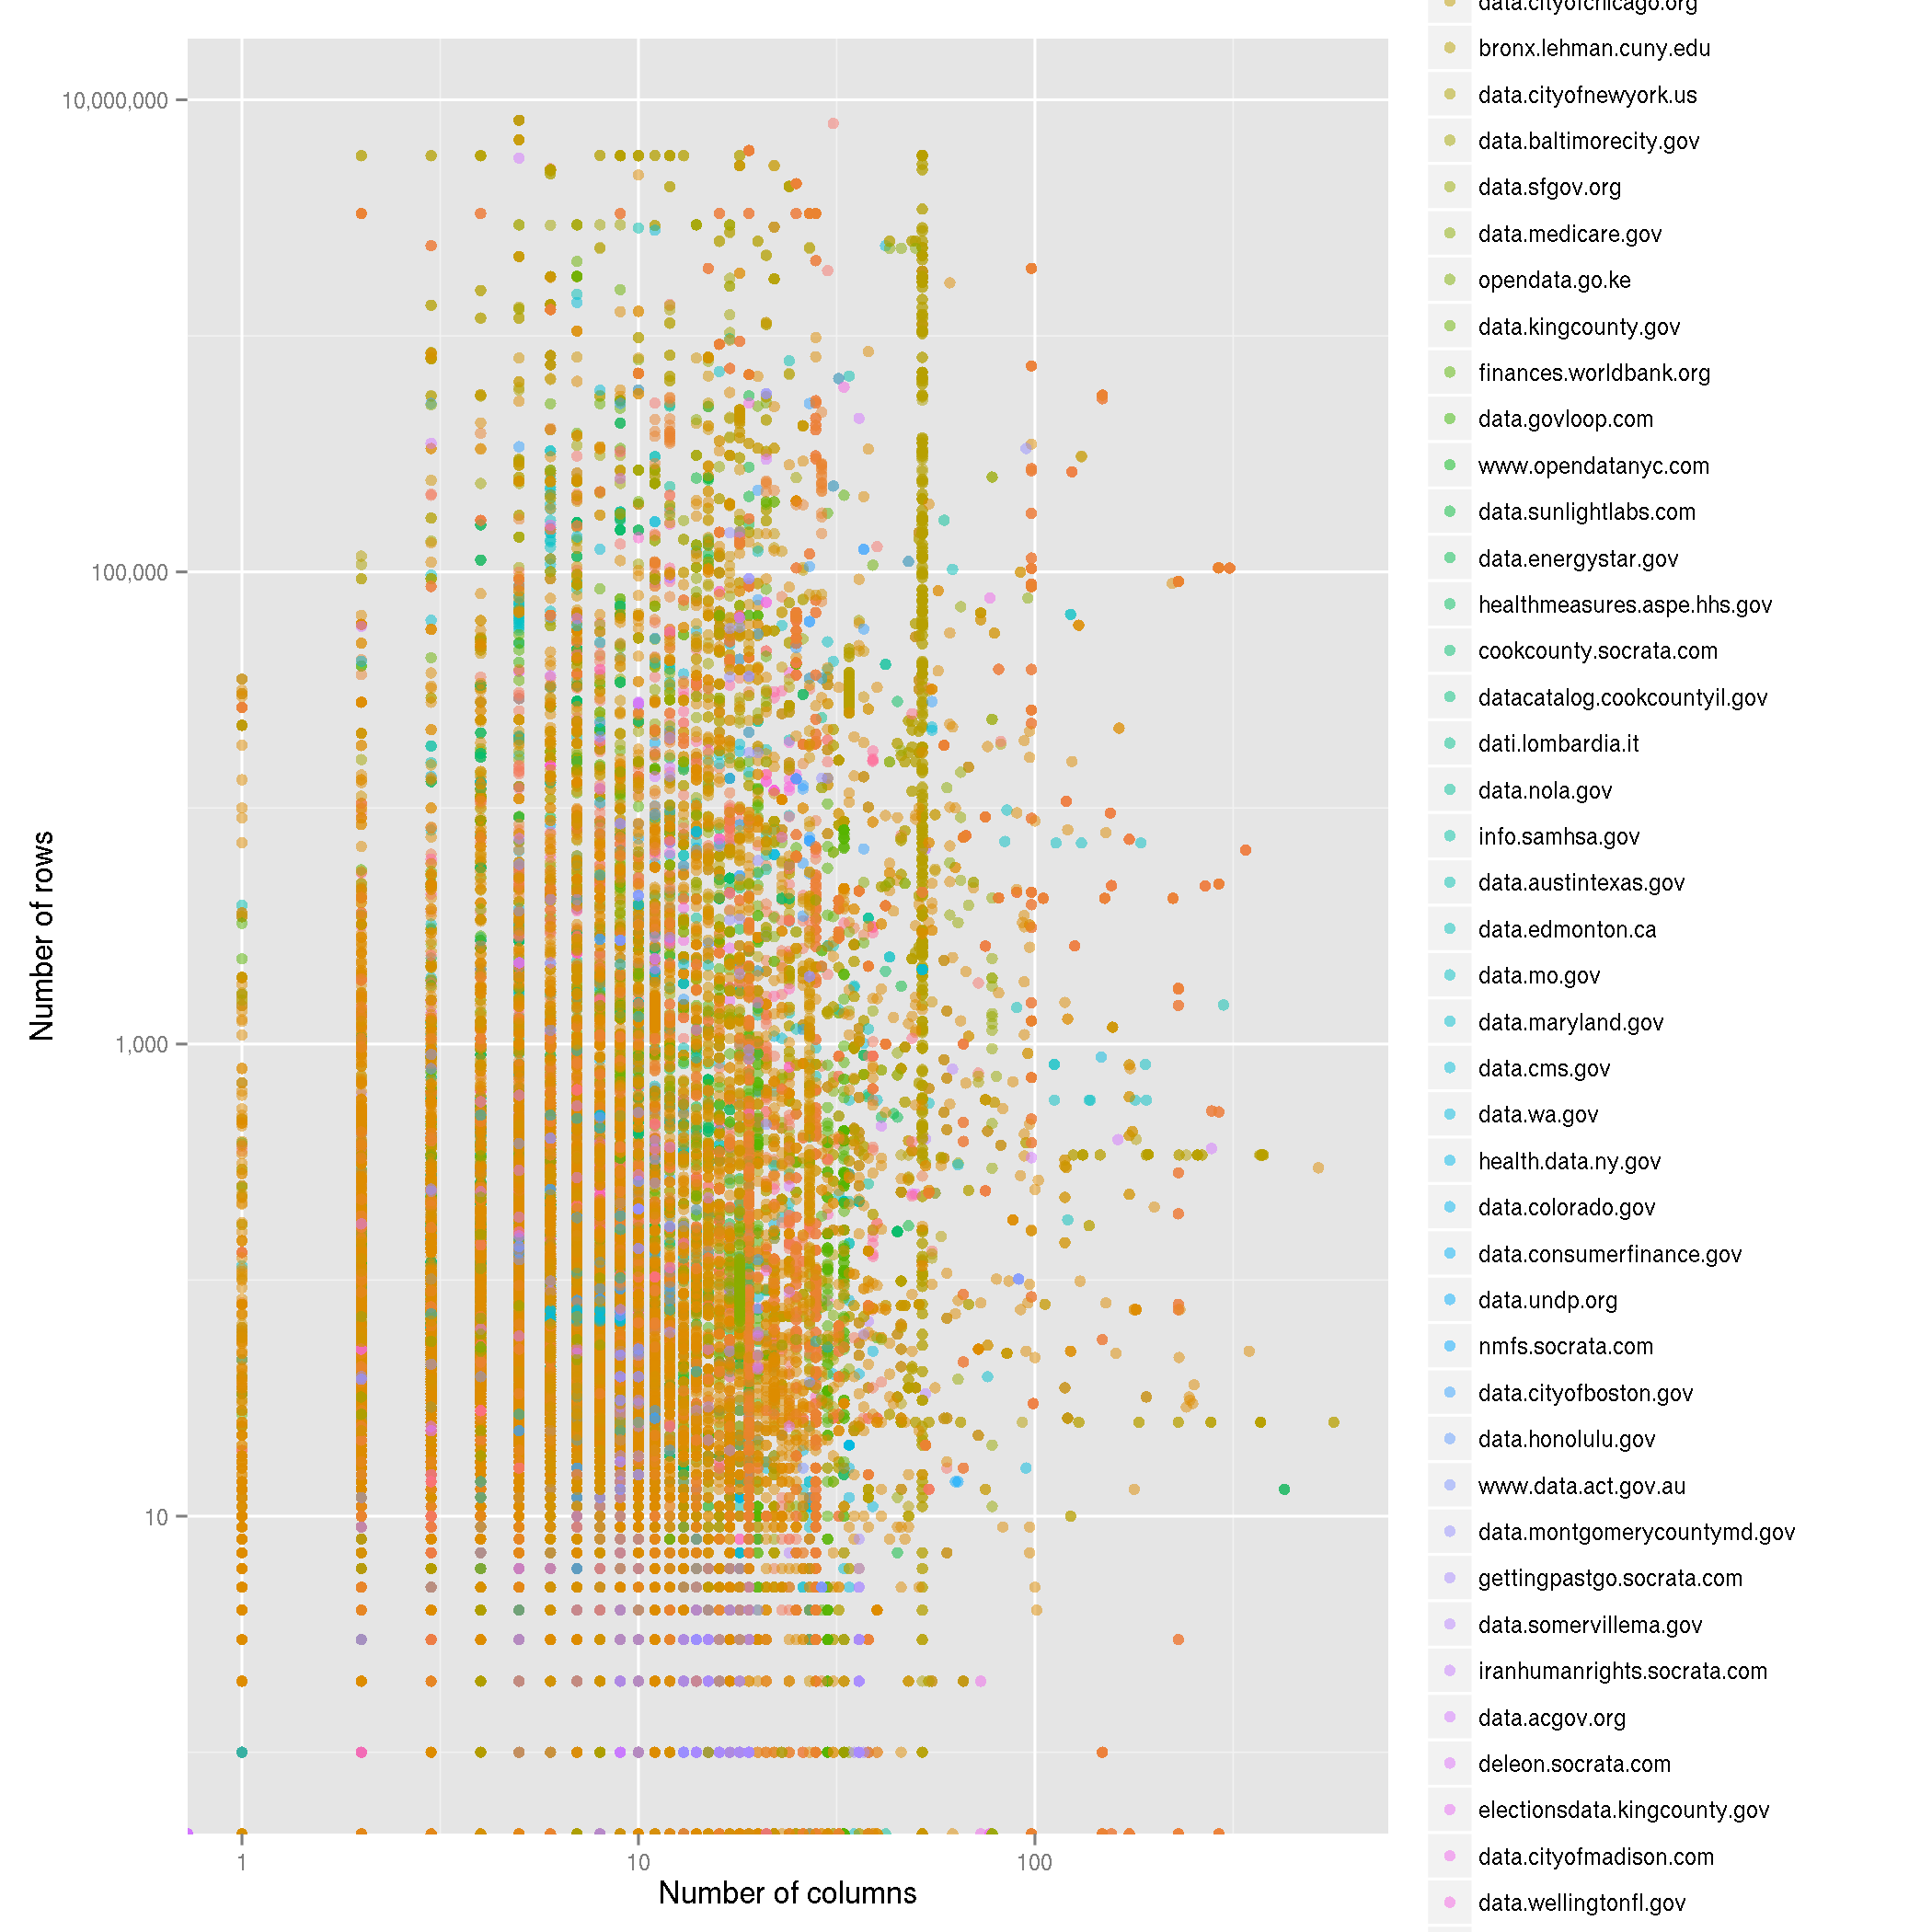 10,000,000
100,000
1,000
10
Number of rows
1
10
100
Number of columns
data.cityofchicago.org
bronx.lehman.cuny.edu
data.cityofnewyork.us
data.baltimorecity.gov
data.sfgov.org
data.medicare.gov
opendata.go.ke
data.kingcounty.gov
finances.worldbank.org
data.govloop.com
www.opendatanyc.com
data.sunlightlabs.com
data.energystar.gov
healthmeasures.aspe.hhs.gov
cookcounty.socrata.com
datacatalog.cookcountyil.gov
dati.lombardia.it
data.nola.gov
info.samhsa.gov
data.austintexas.gov
data.edmonton.ca
data.mo.gov
data.maryland.gov
data.cms.gov
data.wa.gov
health.data.ny.gov
data.colorado.gov
data.consumerfinance.gov
data.undp.org
nmfs.socrata.com
data.cityofboston.gov
data.honolulu.gov
www.data.act.gov.au
data.montgomerycountymd.gov
gettingpastgo.socrata.com
data.somervillema.gov
iranhumanrights.socrata.com
data.acgov.org
deleon.socrata.com
electionsdata.kingcounty.gov
data.cityofmadison.com
data.wellingtonfl.gov